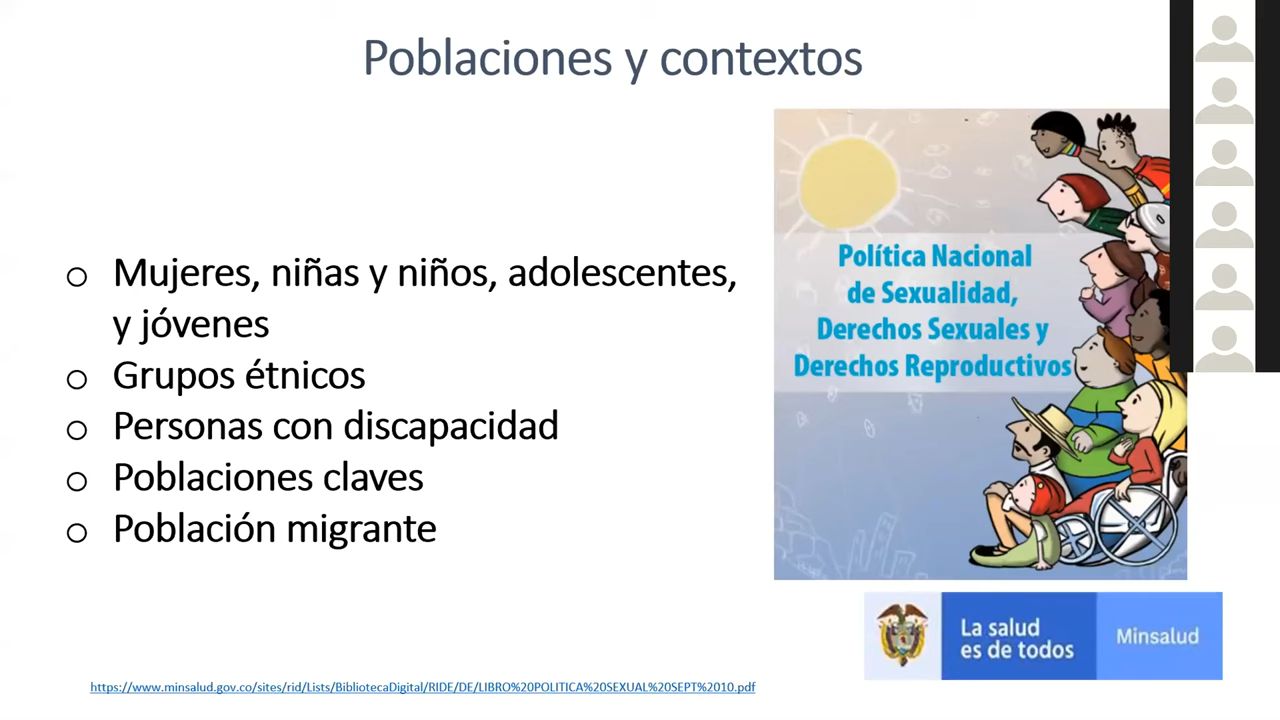 Poblaciones y contextos
o Mujeres, niñas y niños, adolescentes,
y jóvenes
o Grupos étnicos
o Personas con discapacidad
o Poblaciones claves
o Población migrante
Política Nacional
de Sexualidad,
Derechos Sexuales y
Derechos Reproductivos
La salud
es de todos
Minsalud
https://www.minsalud.gov.co/sites/rid/Lists/BibliotecaDigital/RIDE/DE/LIBRO%20POLITICA%20SEXUAL%20SEPT%2010.pdf